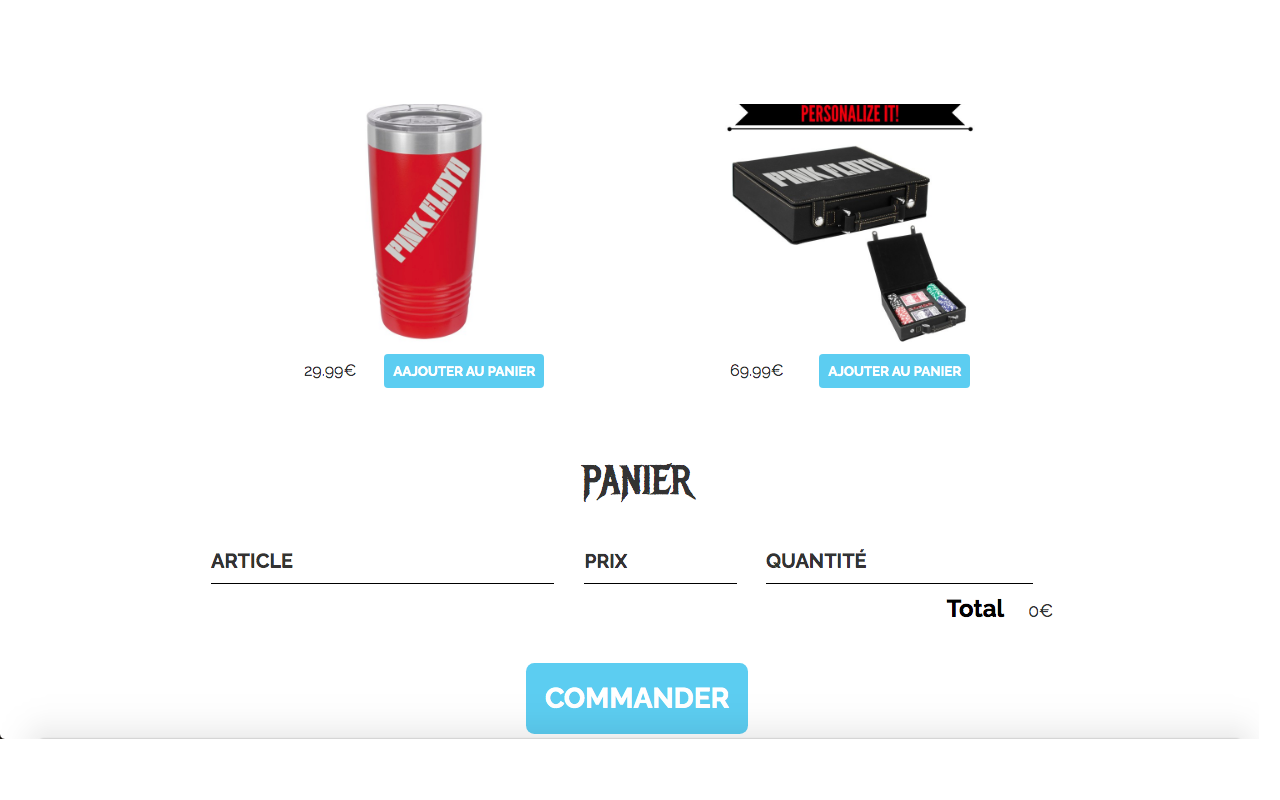 PERSONALIZE IT!
PINK FLOYD
PINK FLOYD
29.99€ AAJOUTER AU PANIER
69.99€ AJOUTER AU PANIER
PANIER
ARTICLE PRIX QUANTITÉ
Total 0€
COMMANDER